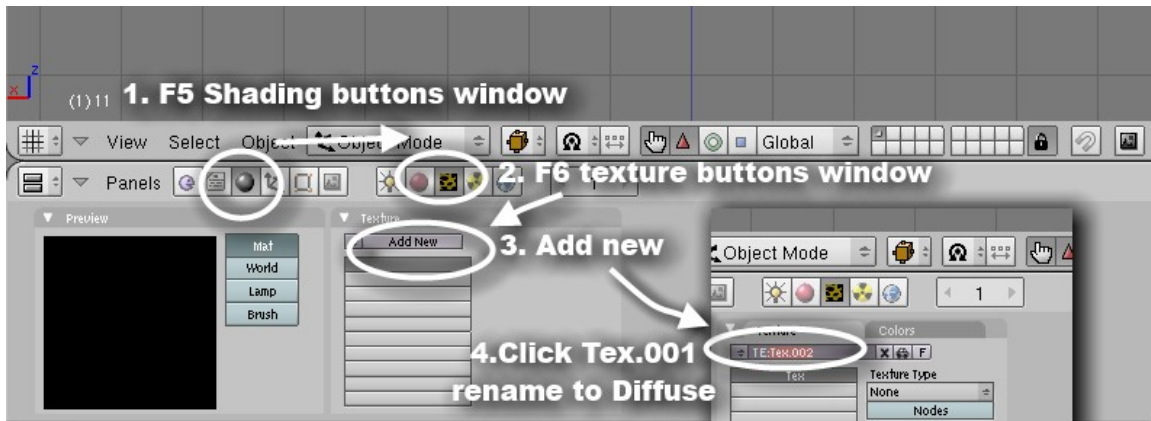 z
x
(1) 11
1. F5 Shading buttons window
View Select Object Object Mode Global
Panels
2. F6 texture buttons window
1
Preview
Texture
Add New
Mat
World
Lamp
Brush
3. Add new
Object Mode
1
Texture Colors
TE:Tex.002 X F
Tex Texture Type
None
Nodes
4.Click Tex.001
rename to Diffuse